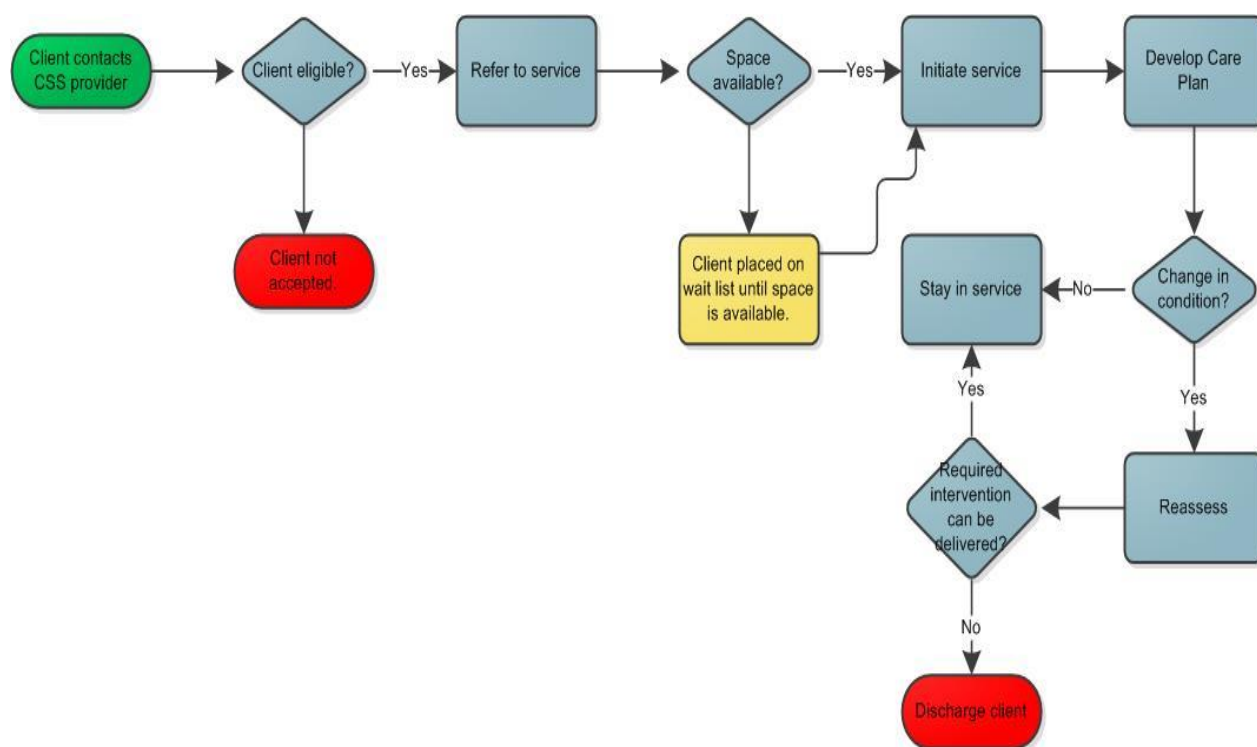 Client contacts
CSS provider
Client eligible?
Yes
Refer to service
Space
available?
Yes
Initiate service
Develop Care
Plan
Client not
accepted.
Client placed on
wait list until space
is available.
Stay in service
No
Change in
condition?
Yes
Yes
Required
intervention
can be
delivered?
Reassess
No
Discharge client